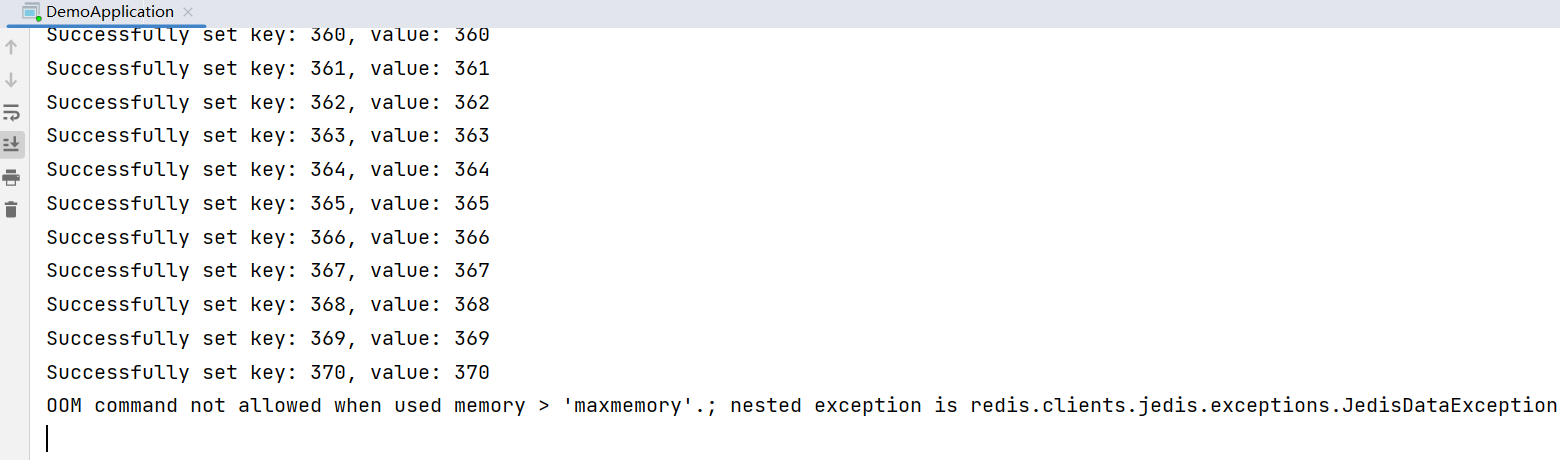 DemoApplication
Successfully set key: 360, value: 360
Successfully set key: 361, value: 361
Successfully set key: 362, value: 362
Successfully set key: 363, value: 363
Successfully set key: 364, value: 364
Successfully set key: 365, value: 365
Successfully set key: 366, value: 366
Successfully set key: 367, value: 367
Successfully set key: 368, value: 368
Successfully set key: 369, value: 369
Successfully set key: 370, value: 370
OOM command not allowed when used memory > 'maxmemory'.; nested exception is redis.clients.jedis.exceptions.JedisDataException